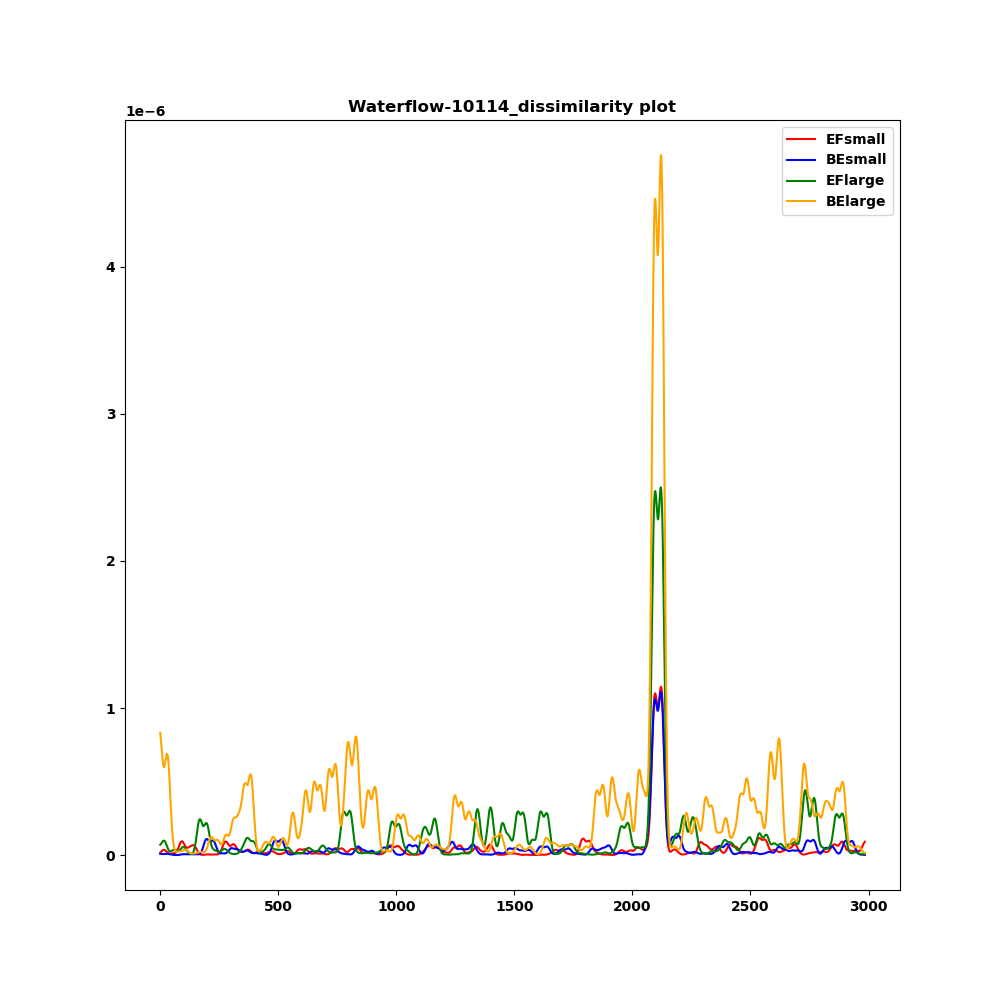 Waterflow-10114_dissimilarity plot
1e−6
EFsmall
BEsmall
EFlarge
BElarge
4
3
2
1
0
0 500 1000 1500 2000 2500 3000